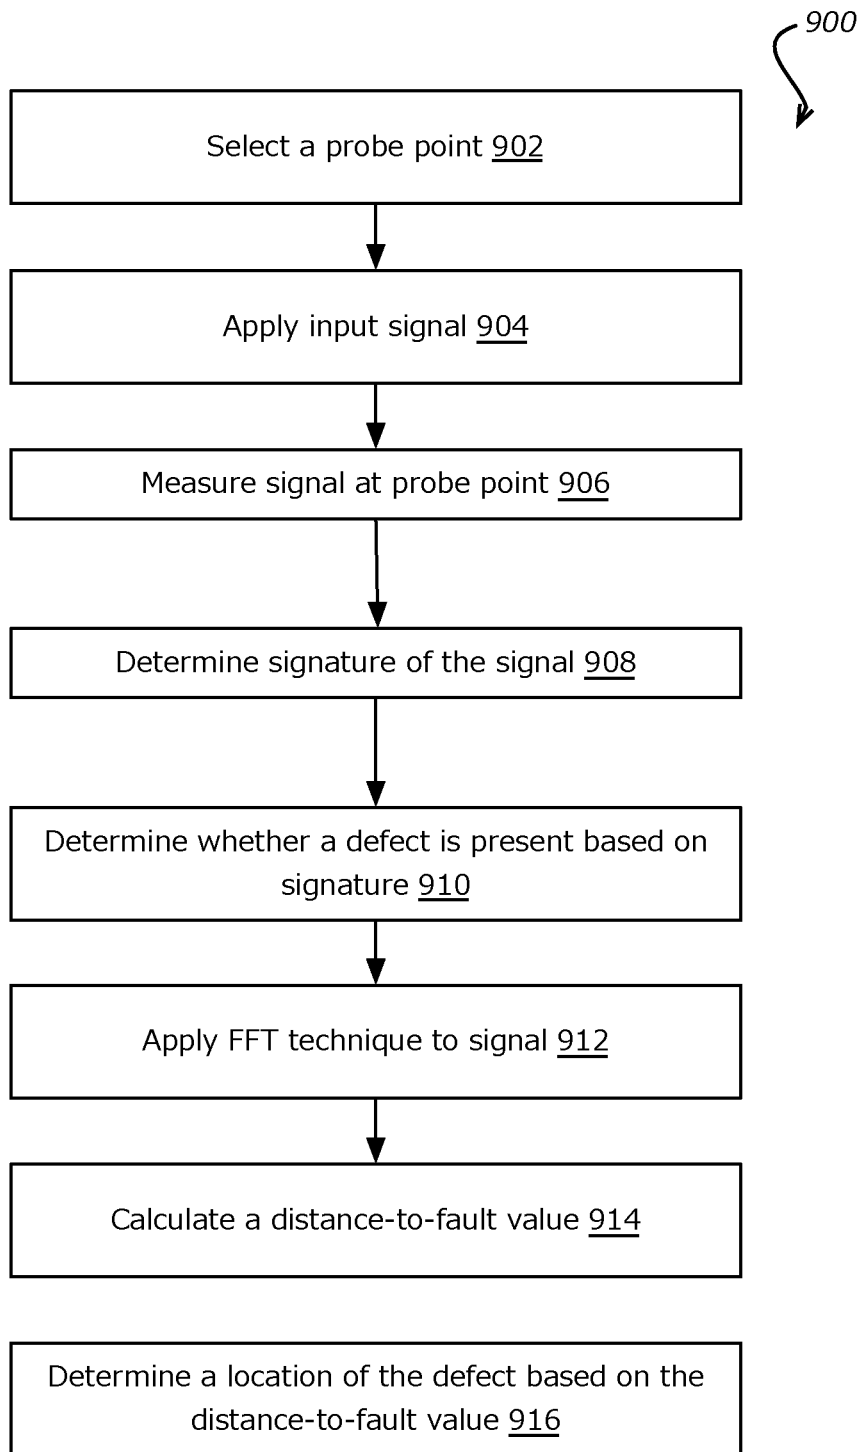 900
Select a probe point 902
Apply input signal 904
Measure signal at probe point 906
Determine signature of the signal 908
Determine whether a defect is present based on
signature 910
Apply FFT technique to signal 912
Calculate a distance-to-fault value 914
Determine a location of the defect based on the
distance-to-fault value 916